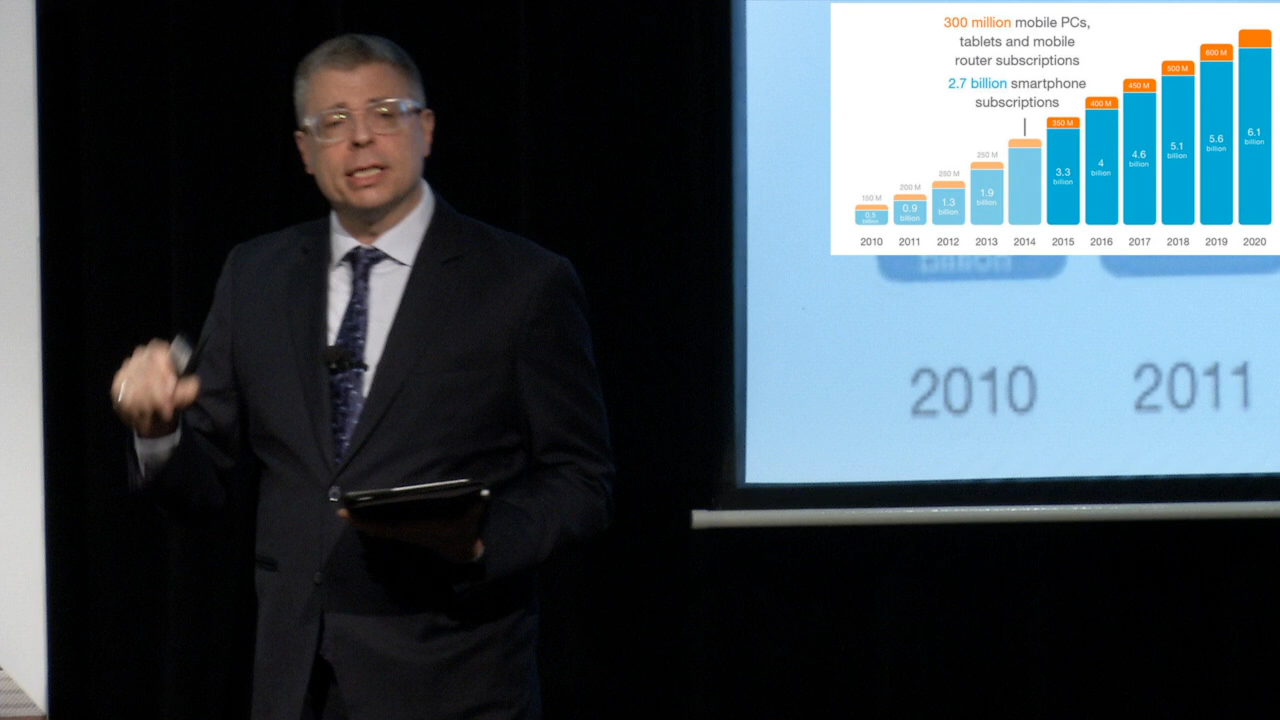 300 million mobile PCs,
tablets and mobile
router subscriptions
2.7 billion smartphone
subscriptions
150 M
0.5
billion
200 M
0.9
billion
250 M
1.3
billion
250 M
1.9
billion
350 M
3.3
billion
400 M
4
billion
450 M
4.6
billion
500 M
5.1
billion
600 M
5.6
billion
6.1
billion
2010 2011 2012 2013 2014 2015 2016 2017 2018 2019 2020
billion
2010 2011